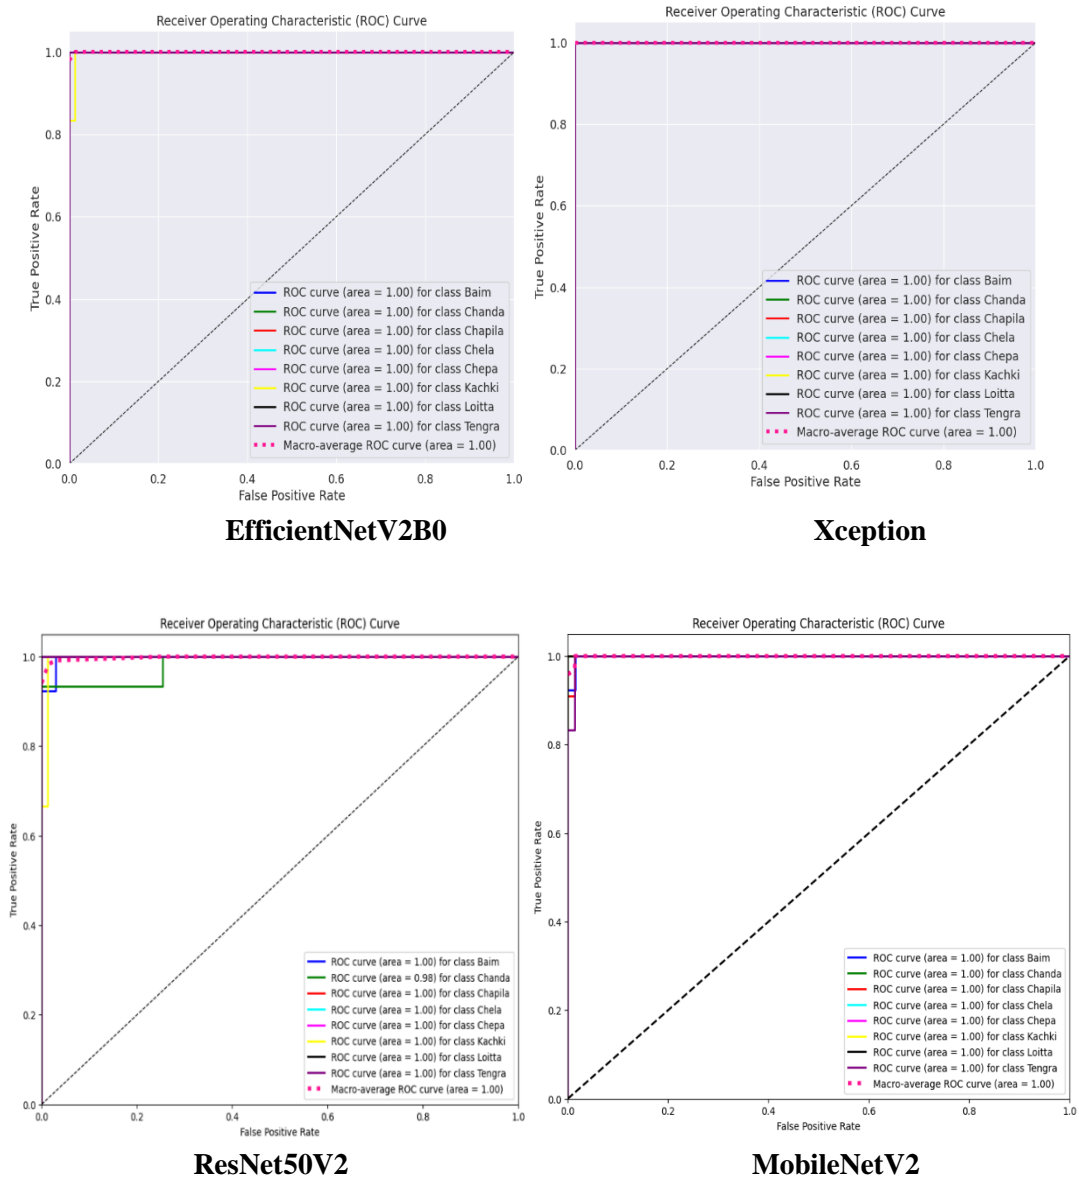 Receiver Operating Characteristic (ROC) Curve
1.0
0.8
0.6
0.4
0.2
0.0
True Positive Rate
ROC curve (area = 1.00) for class Baim
ROC curve (area = 1.00) for class Chanda
ROC curve (area = 1.00) for class Chapila
ROC curve (area = 1.00) for class Chela
ROC curve (area = 1.00) for class Chepa
ROC curve (area = 1.00) for class Kachki
ROC curve (area = 1.00) for class Loitta
ROC curve (area = 1.00) for class Tengra
Macro-average ROC curve (area = 1.00)
0.0 0.2 0.4 0.6 0.8 1.0
False Positive Rate
EfficientNetV2B0
Receiver Operating Characteristic (ROC) Curve
1.0
0.8
0.6
0.4
0.2
0.0
True Positive Rate
ROC curve (area = 1.00) for class Baim
ROC curve (area = 1.00) for class Chanda
ROC curve (area = 1.00) for class Chapila
ROC curve (area = 1.00) for class Chela
ROC curve (area = 1.00) for class Chepa
ROC curve (area = 1.00) for class Kachki
ROC curve (area = 1.00) for class Loitta
ROC curve (area = 1.00) for class Tengra
Macro-average ROC curve (area = 1.00)
0.0 0.2 0.4 0.6 0.8 1.0
False Positive Rate
Xception
Receiver Operating Characteristic (ROC) Curve
1.0
0.8
0.6
0.4
0.2
0.0
True Positive Rate
ROC curve (area = 1.00) for class Baim
ROC curve (area = 0.98) for class Chanda
ROC curve (area = 1.00) for class Chapila
ROC curve (area = 1.00) for class Chela
ROC curve (area = 1.00) for class Chepa
ROC curve (area = 1.00) for class Kachki
ROC curve (area = 1.00) for class Loitta
ROC curve (area = 1.00) for class Tengra
Macro-average ROC curve (area = 1.00)
0.0 0.2 0.4 0.6 0.8 1.0
False Positive Rate
ResNet50V2
Receiver Operating Characteristic (ROC) Curve
1.0
0.8
0.6
0.4
0.2
0.0
True Positive Rate
ROC curve (area = 1.00) for class Baim
ROC curve (area = 1.00) for class Chanda
ROC curve (area = 1.00) for class Chapila
ROC curve (area = 1.00) for class Chela
ROC curve (area = 1.00) for class Chepa
ROC curve (area = 1.00) for class Kachki
ROC curve (area = 1.00) for class Loitta
ROC curve (area = 1.00) for class Tengra
Macro-average ROC curve (area = 1.00)
0.0 0.2 0.4 0.6 0.8 1.0
False Positive Rate
MobileNetV2